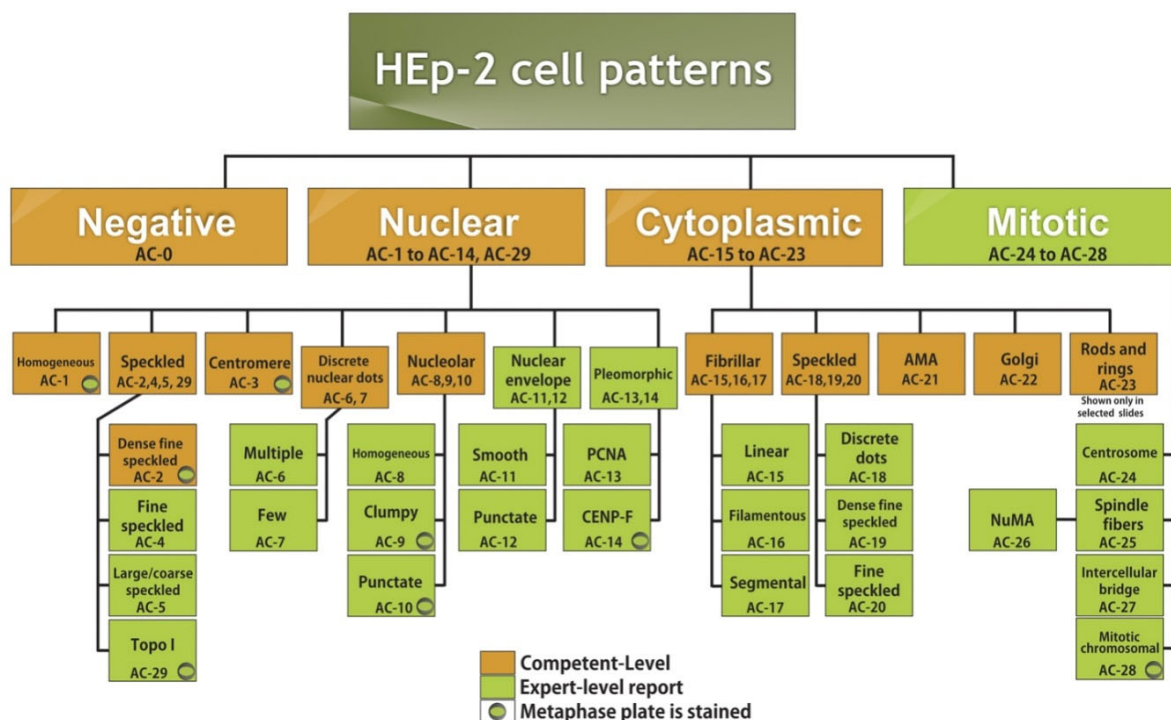 HEp-2 cell patterns
Negative
AC-0
Nuclear
AC-1 to AC-14, AC-29
Cytoplasmic
AC-15 to AC-23
Mitotic
AC-24 to AC-28
Homogeneous
AC-1
Speckled
AC-2,4,5, 29
Centromere
AC-3
Discrete
nuclear dots
AC-6, 7
Nucleolar
AC-8,9,10
Nuclear
envelope
AC-11,12
Pleomorphic
AC-13,14
Fibrillar
AC-15,16,17
Speckled
AC-18,19,20
AMA
AC-21
Golgi
AC-22
Rods and
rings
AC-23
Shown only in
selected slides
Dense fine
speckled
AC-2
Fine
speckled
AC-4
Large/coarse
speckled
AC-5
Topo I
AC-29
Multiple
AC-6
Few
AC-7
Homogeneous
AC-8
Clumpy
AC-9
Punctate
AC-10
Smooth
AC-11
Punctate
AC-12
PCNA
AC-13
CENP-F
AC-14
Linear
AC-15
Filamentous
AC-16
Segmental
AC-17
Discrete
dots
AC-18
Dense fine
speckled
AC-19
Fine
speckled
AC-20
Centrosome
AC-24
Spindle
fibers
AC-25
NuMA
AC-26
Intercellular
bridge
AC-27
Mitotic
chromosomal
AC-28
Competent-Level
Expert-level report
Metaphase plate is stained